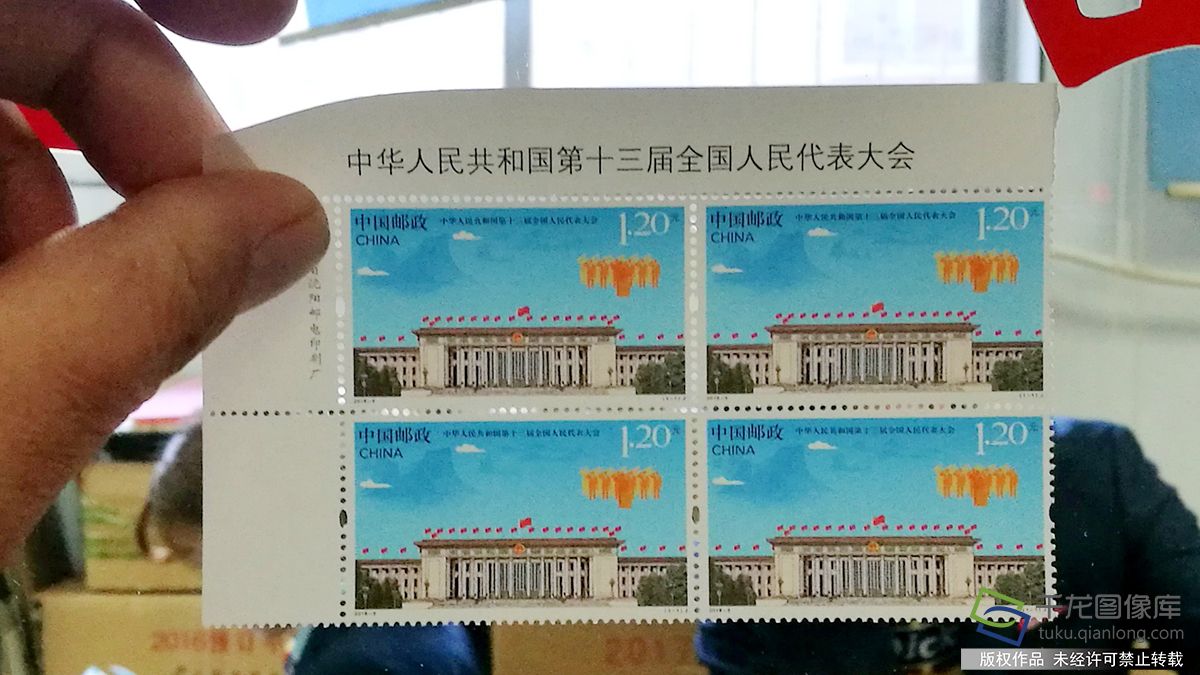 中华人民共和国第十三届全国人民代表大会
中国邮政 中华人民共和国第十三届全国人民代表大会 1.20元
CHINA
中国邮政 中华人民共和国第十三届全国人民代表大会 1.20元
CHINA
沈阳邮电印刷厂
中国邮政 中华人民共和国第十三届全国人民代表大会 1.20元
CHINA
中国邮政 中华人民共和国第十三届全国人民代表大会 1.20元
CHINA
千龙图像库
tuku.qianlong.com
版权作品 未经许可禁止转载